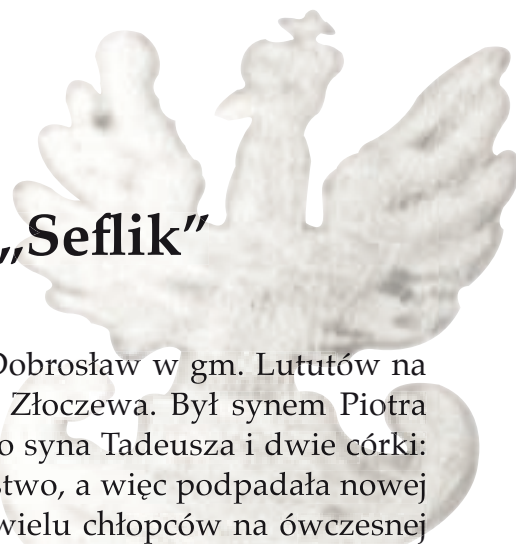 „Seflik”
Dobrosław w gm. Lututów na
Złoczewa. Był synem Piotra
o syna Tadeusza i dwie córki:
stwo, a więc podpadała nowej
wielu chłopców na ówczesnej